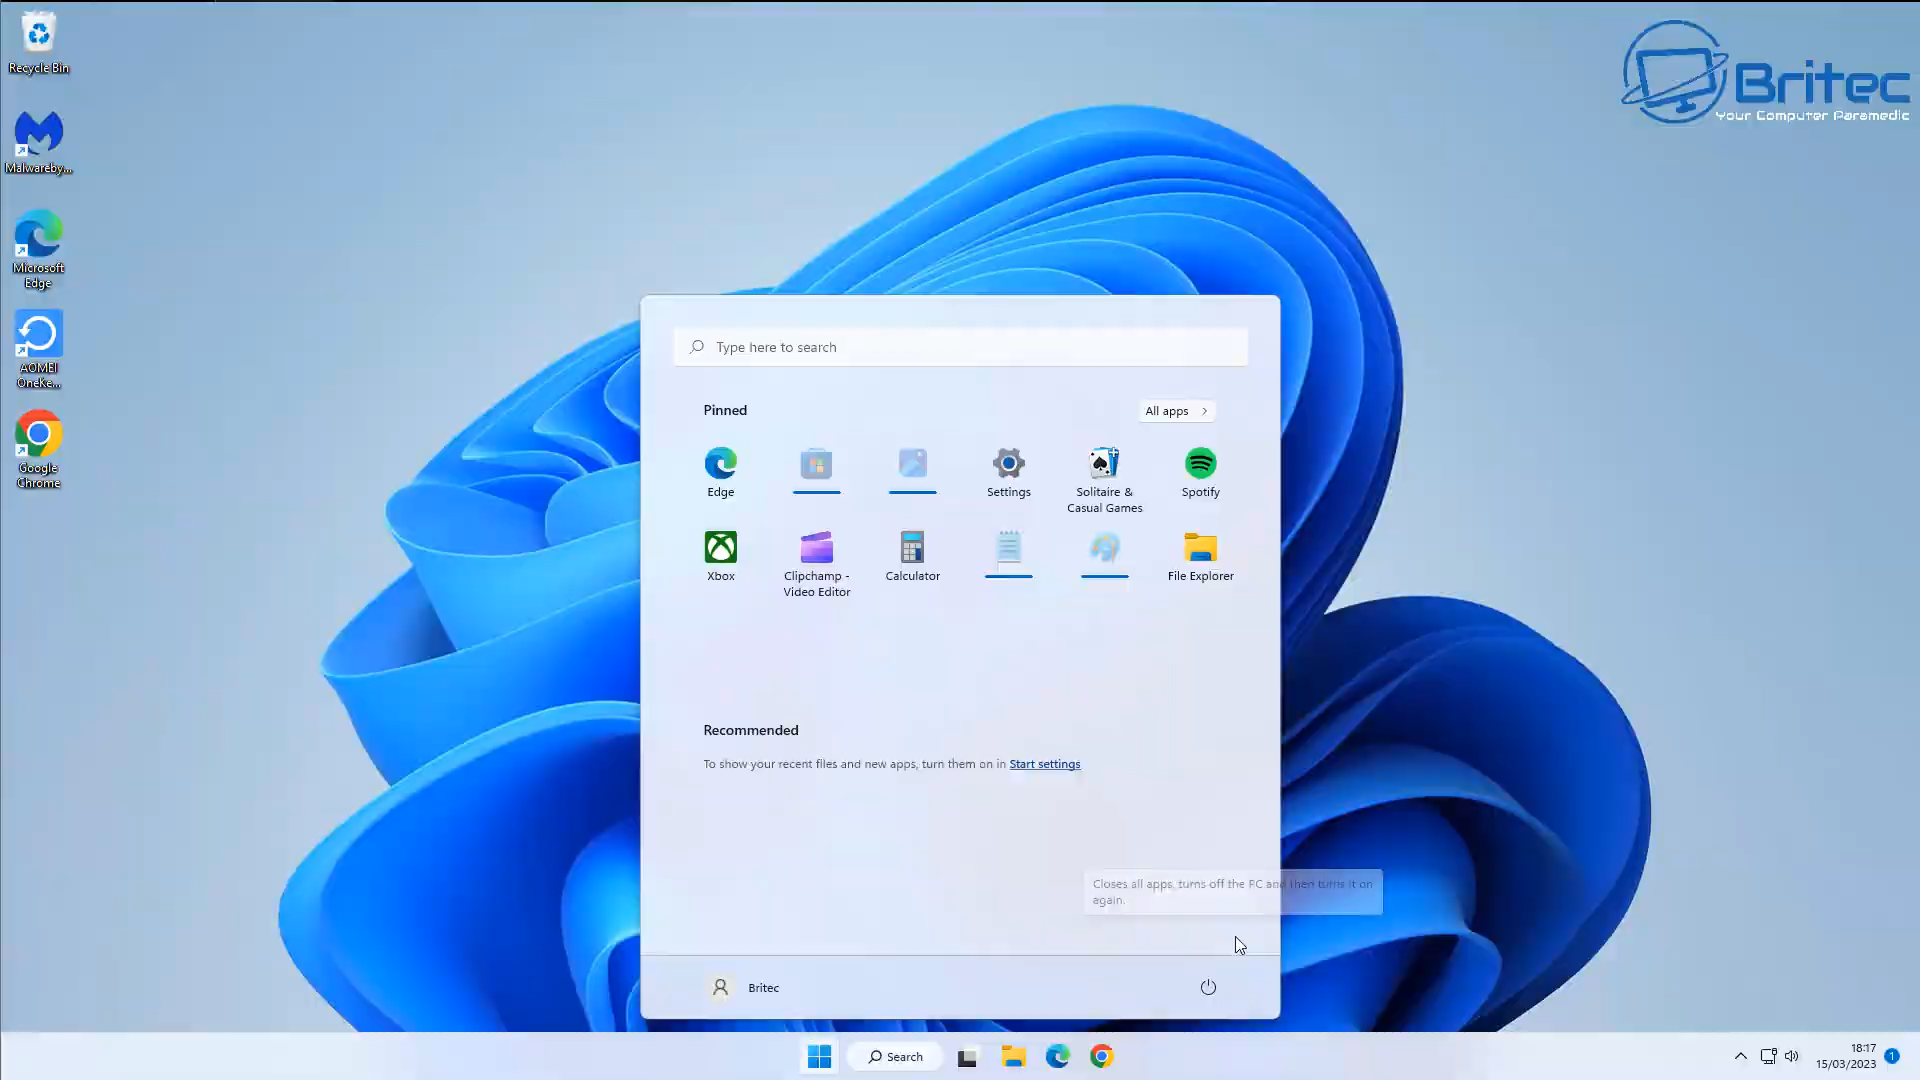 Recycle Bin
Malwareby...
Microsoft
Edge
AOMEI
OneKe...
Google
Chrome
Britec
Your Computer Paramedic
Type here to search
Pinned
All apps
Edge
Settings
Solitaire &
Casual Games
Spotify
Xbox
Clipchamp -
Video Editor
Calculator
File Explorer
Recommended
To show your recent files and new apps, turn them on in Start settings
Closes all apps, turns off the PC and then turns it on
again.
Britec
Search
18:17
15/03/2023
1